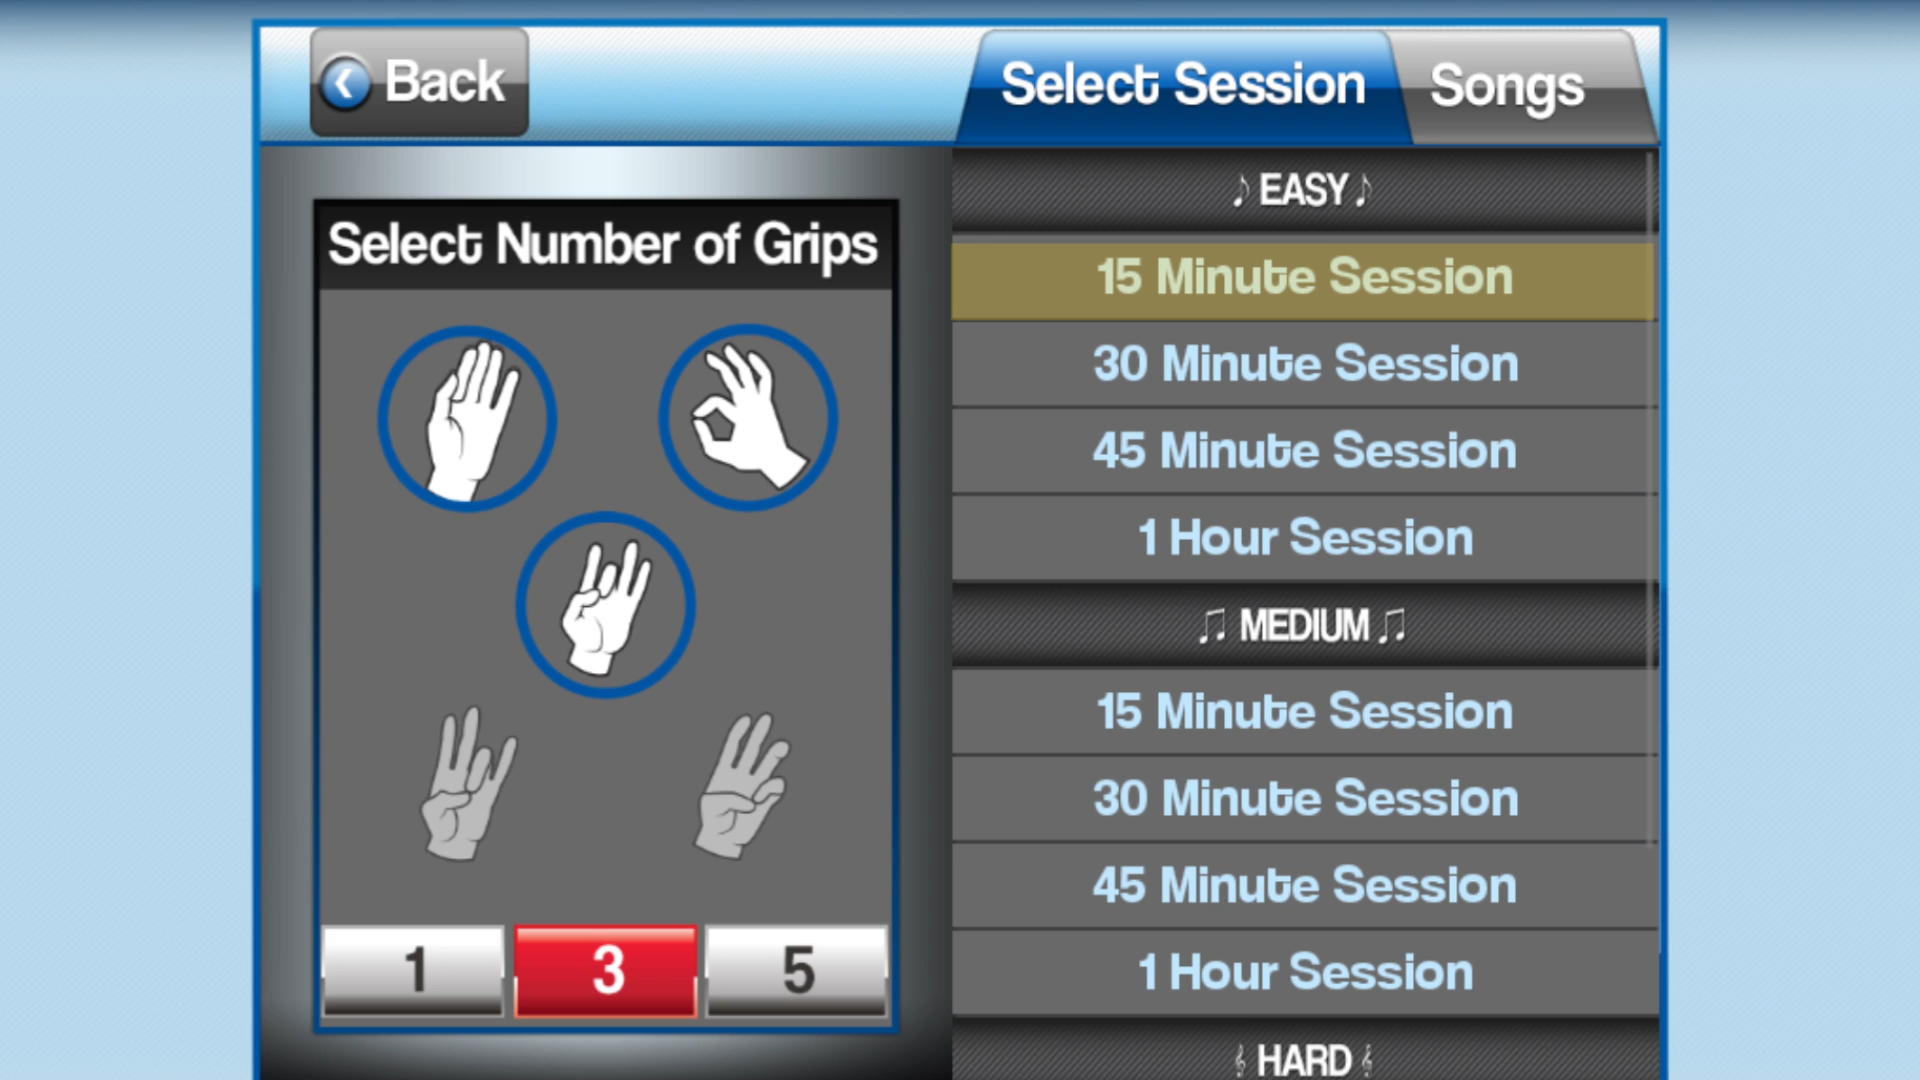 Back
Select Session
Songs
Select Number of Grips
1
3
5
♪ EASY ♪
15 Minute Session
30 Minute Session
45 Minute Session
1 Hour Session
♫ MEDIUM ♫
15 Minute Session
30 Minute Session
45 Minute Session
1 Hour Session
𝄞 HARD 𝄞